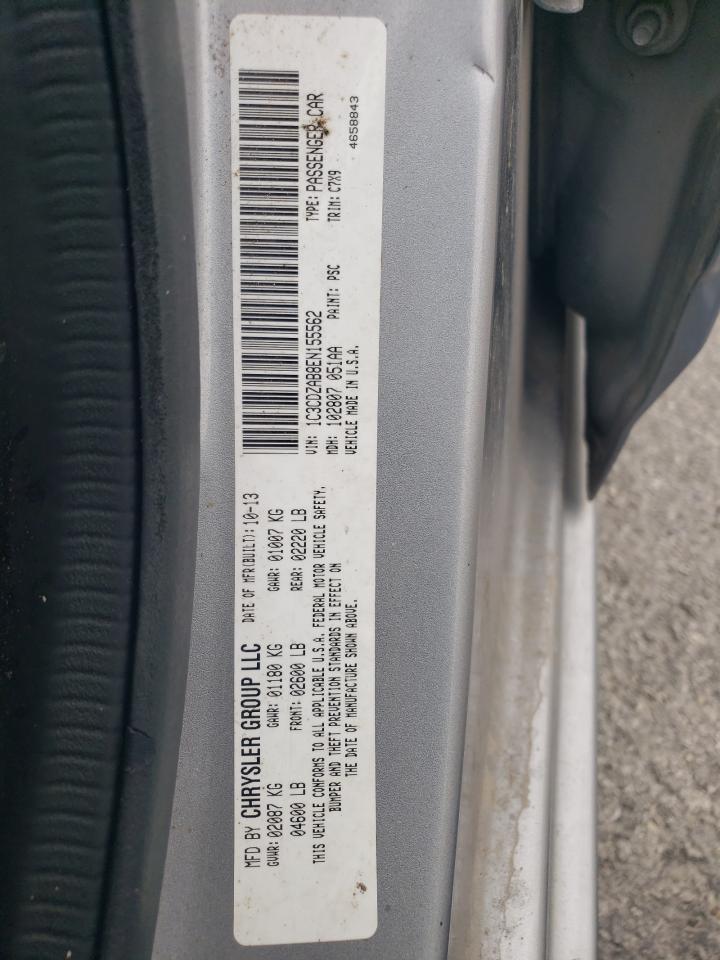 MFD BY CHRYSLER GROUP LLC DATE OF MFR(BUILT): 10-13
GVWR: 02087 KG GAWR: 01180 KG GAWR: 01007 KG
04600 LB FRONT: 02600 LB REAR: 02220 LB
THIS VEHICLE CONFORMS TO ALL APPLICABLE U.S.A. FEDERAL MOTOR VEHICLE SAFETY,
BUMPER AND THEFT PREVENTION STANDARDS IN EFFECT ON
THE DATE OF MANUFACTURE SHOWN ABOVE.
VIN: 1C3CDZAB8EN155562 TYPE: PASSENGER CAR
MDH: 102807 051AA PAINT: PSC TRIM: C7X9
VEHICLE MADE IN U.S.A. 4658843